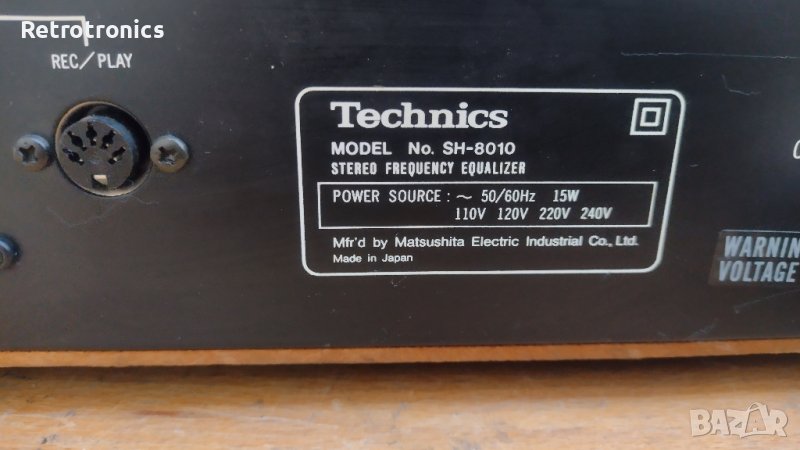 Retrotronics
REC/PLAY
Technics
MODEL No. SH-8010
STEREO FREQUENCY EQUALIZER
POWER SOURCE : ~ 50/60Hz 15W
110V 120V 220V 240V
Mfr'd by Matsushita Electric Industrial Co., Ltd.
Made in Japan
VOLTAGE
BAZAR